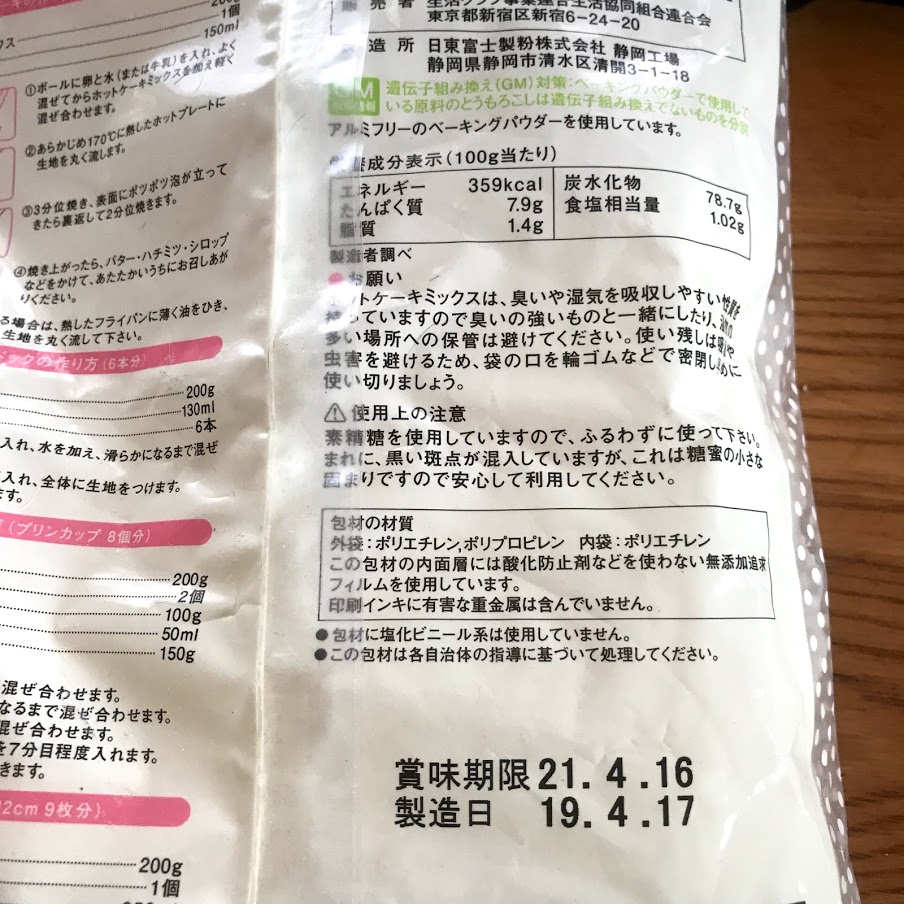 200g
1個
150ml
①ボールに卵と水(または牛乳)を入れ、よく
混ぜてからホットケーキミックスを加え軽く
混ぜ合わせます。
②あらかじめ170℃に熱したホットプレートに
生地を丸く流します。
③3分位焼き、表面にポツポツ泡が立って
きたら裏返して2分位焼きます。
④焼き上がったら、バター・ハチミツ・シロップ
などをかけて、あたたかいうちにお召しあが
りください。
る場合は、熱したフライパンに薄く油をひき、
生地を丸く流して下さい。
ドックの作り方(6本分)
200g
130ml
6本
入れ、水を加え、滑らかになるまで混ぜ
入れ、全体に生地をつけます。
ます。
(プリンカップ 8個分)
200g
2個
100g
50ml
150g
混ぜ合わせます。
なるまで混ぜ合わせます。
混ぜ合わせます。
を7分目程度入れます。
きます。
2cm 9枚分)
200g
1個
販売者 生活クラブ事業連合生活協同組合連合会
東京都新宿区新宿6-24-20
造所 日東富士製粉株式会社 静岡工場
静岡県静岡市清水区清開3-1-18
GM 遺伝子組み換え(GM)対策:ベーキングパウダーで使用して
いる原料のとうもろこしは遺伝子組み換えでないものを分別
アルミフリーのベーキングパウダーを使用しています。
栄養成分表示(100g当たり)
エネルギー 359kcal 炭水化物 78.7g
たんぱく質 7.9g 食塩相当量 1.02g
脂質 1.4g
製造者調べ
●お願い
ホットケーキミックスは、臭いや湿気を吸収しやすい性質を
持っていますので臭いの強いものと一緒にしたり、湿気の
多い場所への保管は避けてください。使い残しは吸湿や
虫害を避けるため、袋の口を輪ゴムなどで密閉し早めに
使い切りましょう。
⚠使用上の注意
素精糖を使用していますので、ふるわずに使って下さい。
まれに、黒い斑点が混入していますが、これは糖蜜の小さな
固まりですので安心して利用してください。
包材の材質
外袋:ポリエチレン,ポリプロピレン 内袋:ポリエチレン
この包材の内面層には酸化防止剤などを使わない無添加追求
フィルムを使用しています。
印刷インキに有害な重金属は含んでいません。
●包材に塩化ビニール系は使用していません。
●この包材は各自治体の指導に基づいて処理してください。
賞味期限 21.4.16
製造日 19.4.17